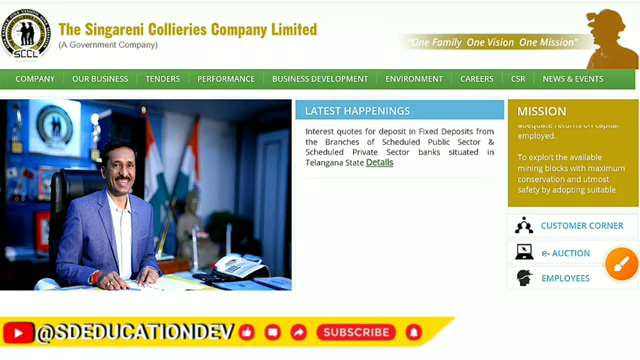 SCCL
The Singareni Collieries Company Limited
(A Government Company)
"One Family One Vision One Mission"
COMPANY OUR BUSINESS TENDERS PERFORMANCE BUSINESS DEVELOPMENT ENVIRONMENT CAREERS CSR NEWS & EVENTS
LATEST HAPPENINGS
Interest quotes for deposit in Fixed Deposits from
the Branches of Scheduled Public Sector &
Scheduled Private Sector banks situated in
Telangana State Details
MISSION
adequate returns on capital
employed.
To exploit the available
mining blocks with maximum
conservation and utmost
safety by adopting suitable
CUSTOMER CORNER
e- AUCTION
EMPLOYEES
@SDEDUCATIONDEV SUBSCRIBE